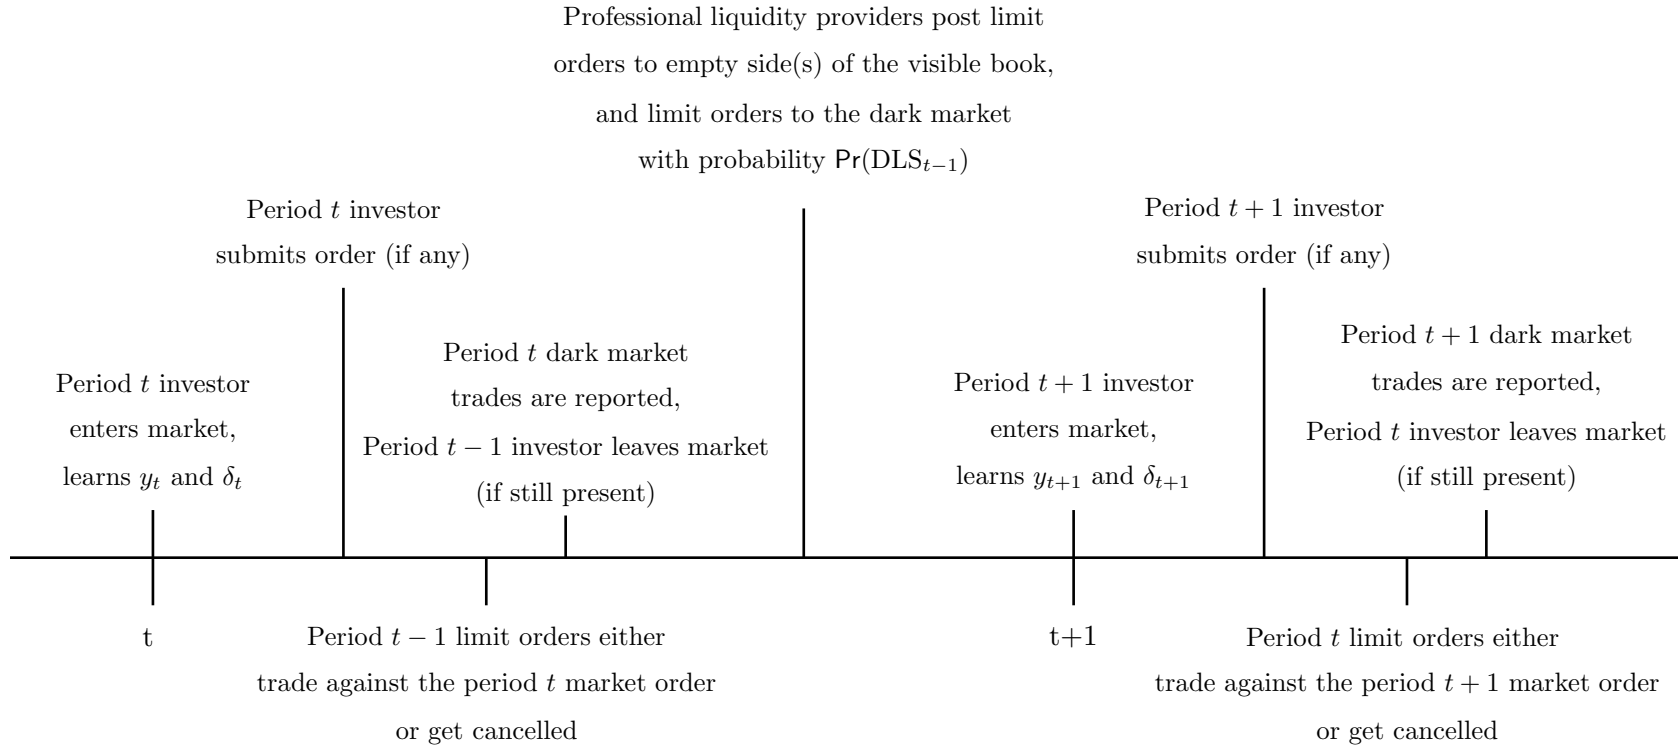 Professional liquidity providers post limit
orders to empty side(s) of the visible book,
and limit orders to the dark market
with probability Pr(DLSₜ₋₁)
Period t investor
submits order (if any)
Period t + 1 investor
submits order (if any)
Period t investor
enters market,
learns yₜ and δₜ
Period t dark market
trades are reported,
Period t − 1 investor leaves market
(if still present)
Period t + 1 investor
enters market,
learns yₜ₊₁ and δₜ₊₁
Period t + 1 dark market
trades are reported,
Period t investor leaves market
(if still present)
t
Period t − 1 limit orders either
trade against the period t market order
or get cancelled
t+1
Period t limit orders either
trade against the period t + 1 market order
or get cancelled